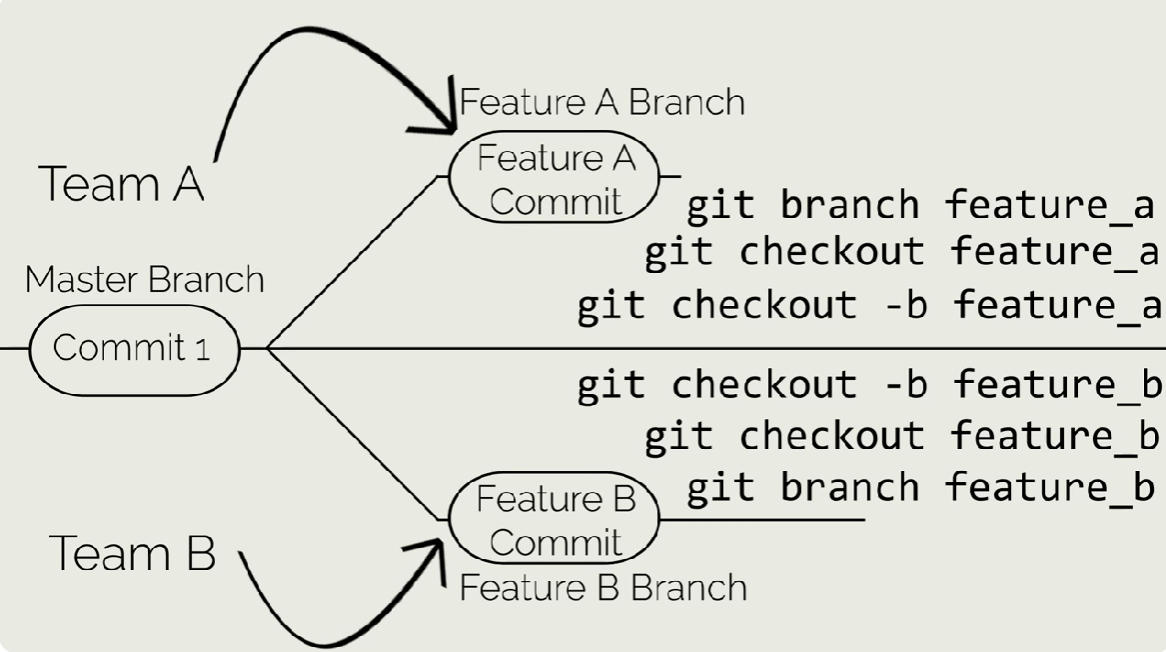 Feature A Branch
Team A
Feature A
Commit
git branch feature_a
git checkout feature_a
Master Branch
git checkout -b feature_a
Commit 1
git checkout -b feature_b
git checkout feature_b
git branch feature_b
Feature B
Commit
Team B
Feature B Branch